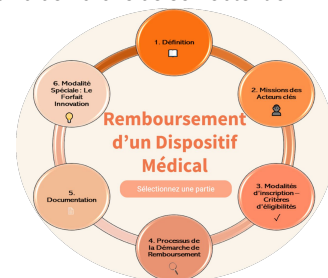 1. Définition
6. Modalité
Spéciale: Le
Forfait
Innovation
2. Missions des
Acteurs clés
Remboursement
d'un Dispositif
Médical
Sélectionnez une partie
5.
Documentation
3. Modalités
d'inscription –
Critères
d'éligibilités
4. Processus de
la Démarche de
Remboursement